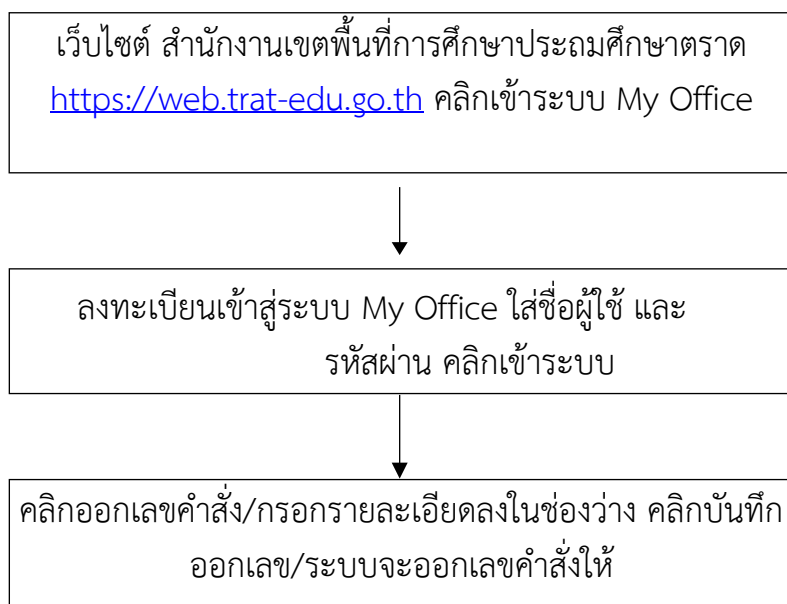 เว็บไซต์ สำนักงานเขตพื้นที่การศึกษาประถมศึกษาตราด
https://web.trat-edu.go.th คลิกเข้าระบบ My Office
ลงทะเบียนเข้าสู่ระบบ My Office ใส่ชื่อผู้ใช้ และ
รหัสผ่าน คลิกเข้าระบบ
คลิกออกเลขคำสั่ง/กรอกรายละเอียดลงในช่องว่าง คลิกบันทึก
ออกเลข/ระบบจะออกเลขคำสั่งให้